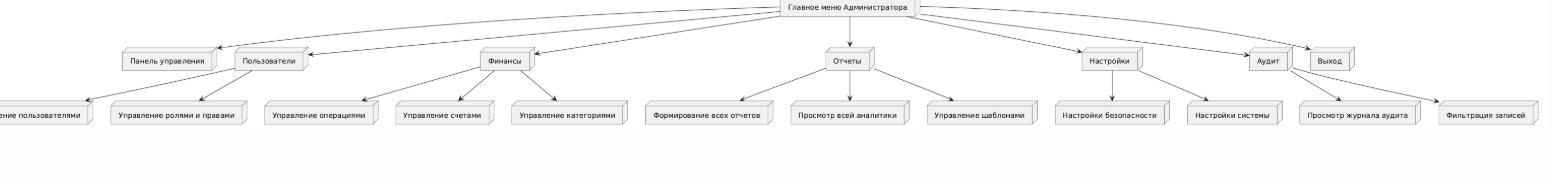 Главное меню Администратора
Панель управления
Пользователи
Финансы
Отчеты
Настройки
Аудит
Выход
пользователями
Управление ролями и правами
Управление операциями
Управление счетами
Управление категориями
Формирование всех отчетов
Просмотр всей аналитики
Управление шаблонами
Настройки безопасности
Настройки системы
Просмотр журнала аудита
Фильтрация записей